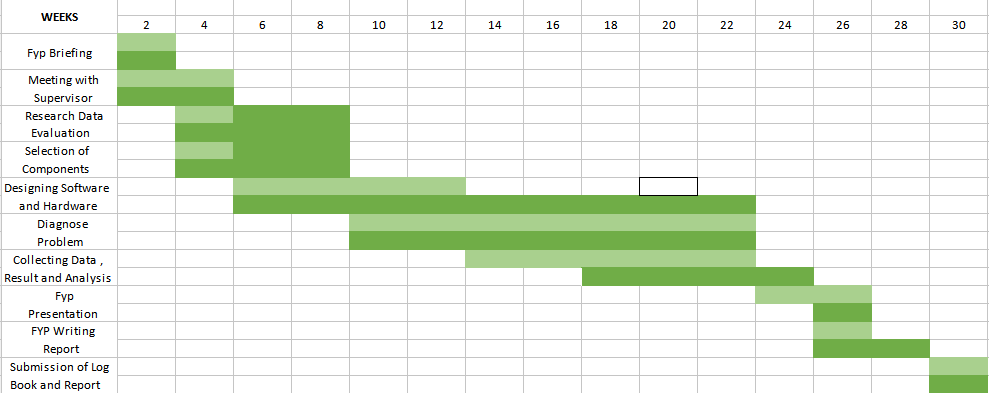 WEEKS
2 4 6 8 10 12 14 16 18 20 22 24 26 28 30
Fyp Briefing
Meeting with
Supervisor
Research Data
Evaluation
Selection of
Components
Designing Software
and Hardware
Diagnose
Problem
Collecting Data ,
Result and Analysis
Fyp
Presentation
FYP Writing
Report
Submission of Log
Book and Report